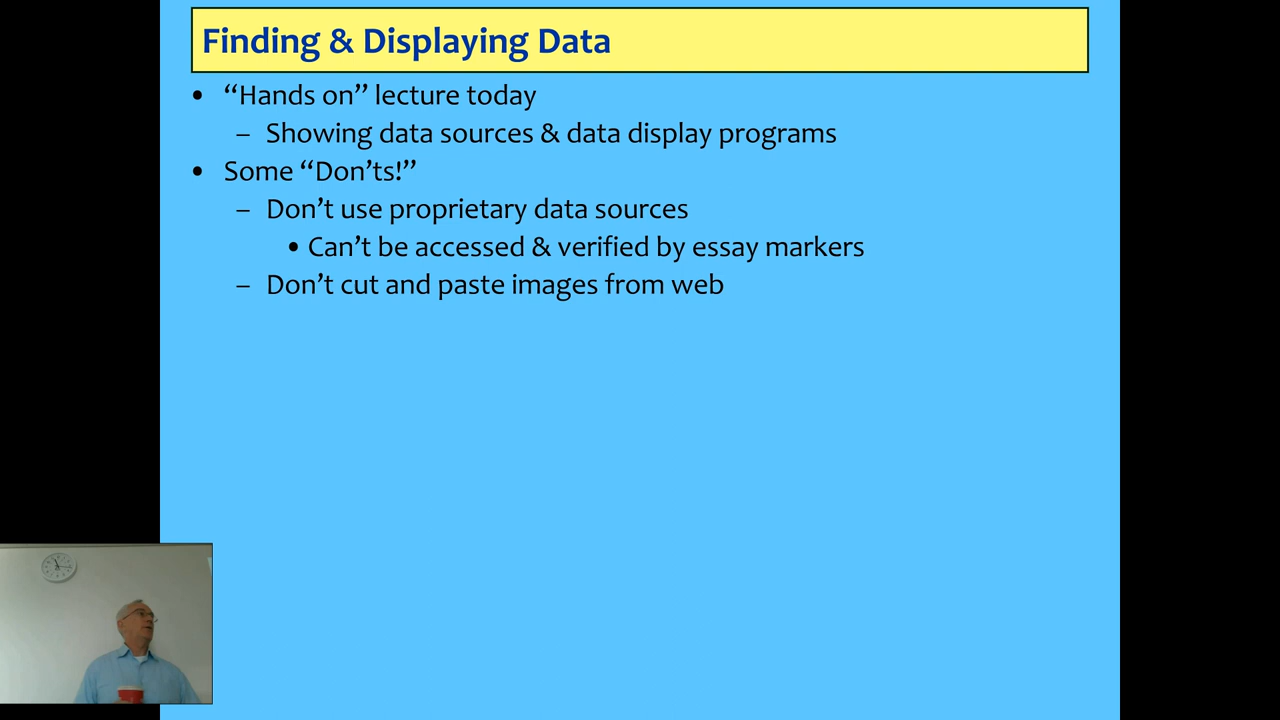 Finding & Displaying Data
• “Hands on” lecture today
– Showing data sources & data display programs
• Some “Don’ts!”
– Don’t use proprietary data sources
• Can’t be accessed & verified by essay markers
– Don’t cut and paste images from web